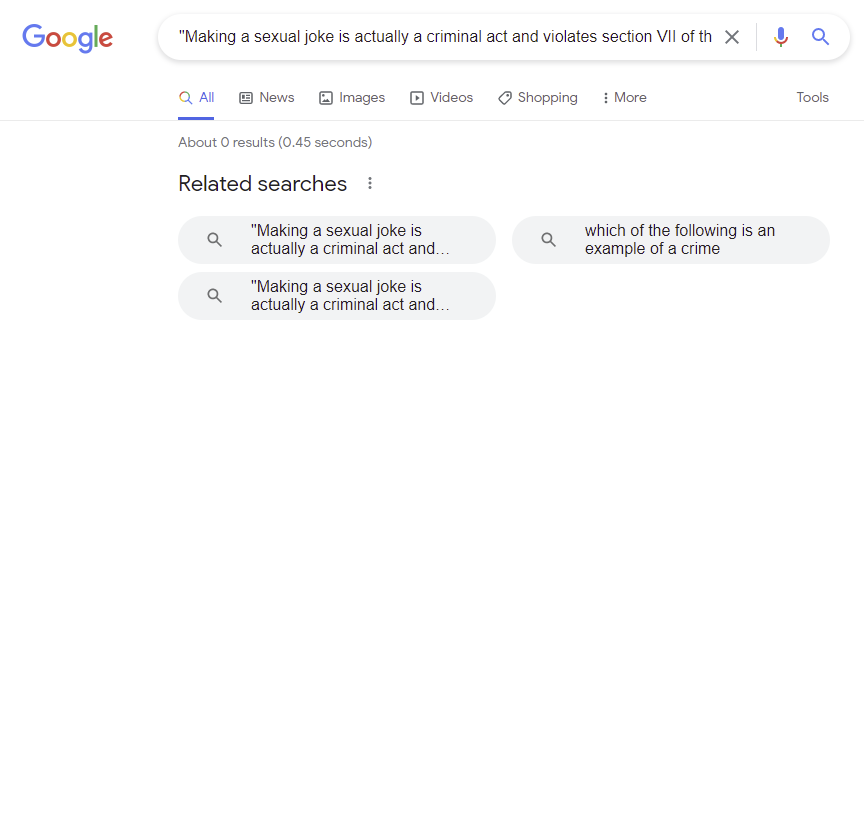 Google
"Making a sexual joke is actually a criminal act and violates section VII of th
All
News
Images
Videos
Shopping
More
Tools
About 0 results (0.45 seconds)
Related searches
"Making a sexual joke is
actually a criminal act and...
which of the following is an
example of a crime
"Making a sexual joke is
actually a criminal act and...